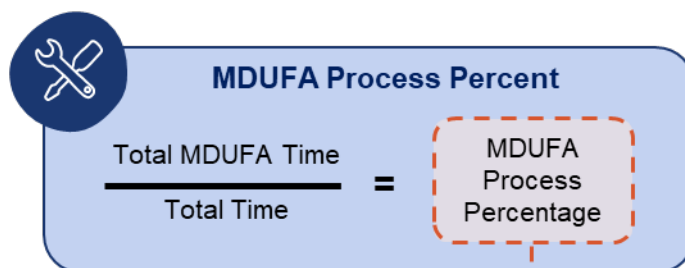 MDUFA Process Percent
Total MDUFA Time
Total Time
=
MDUFA
Process
Percentage